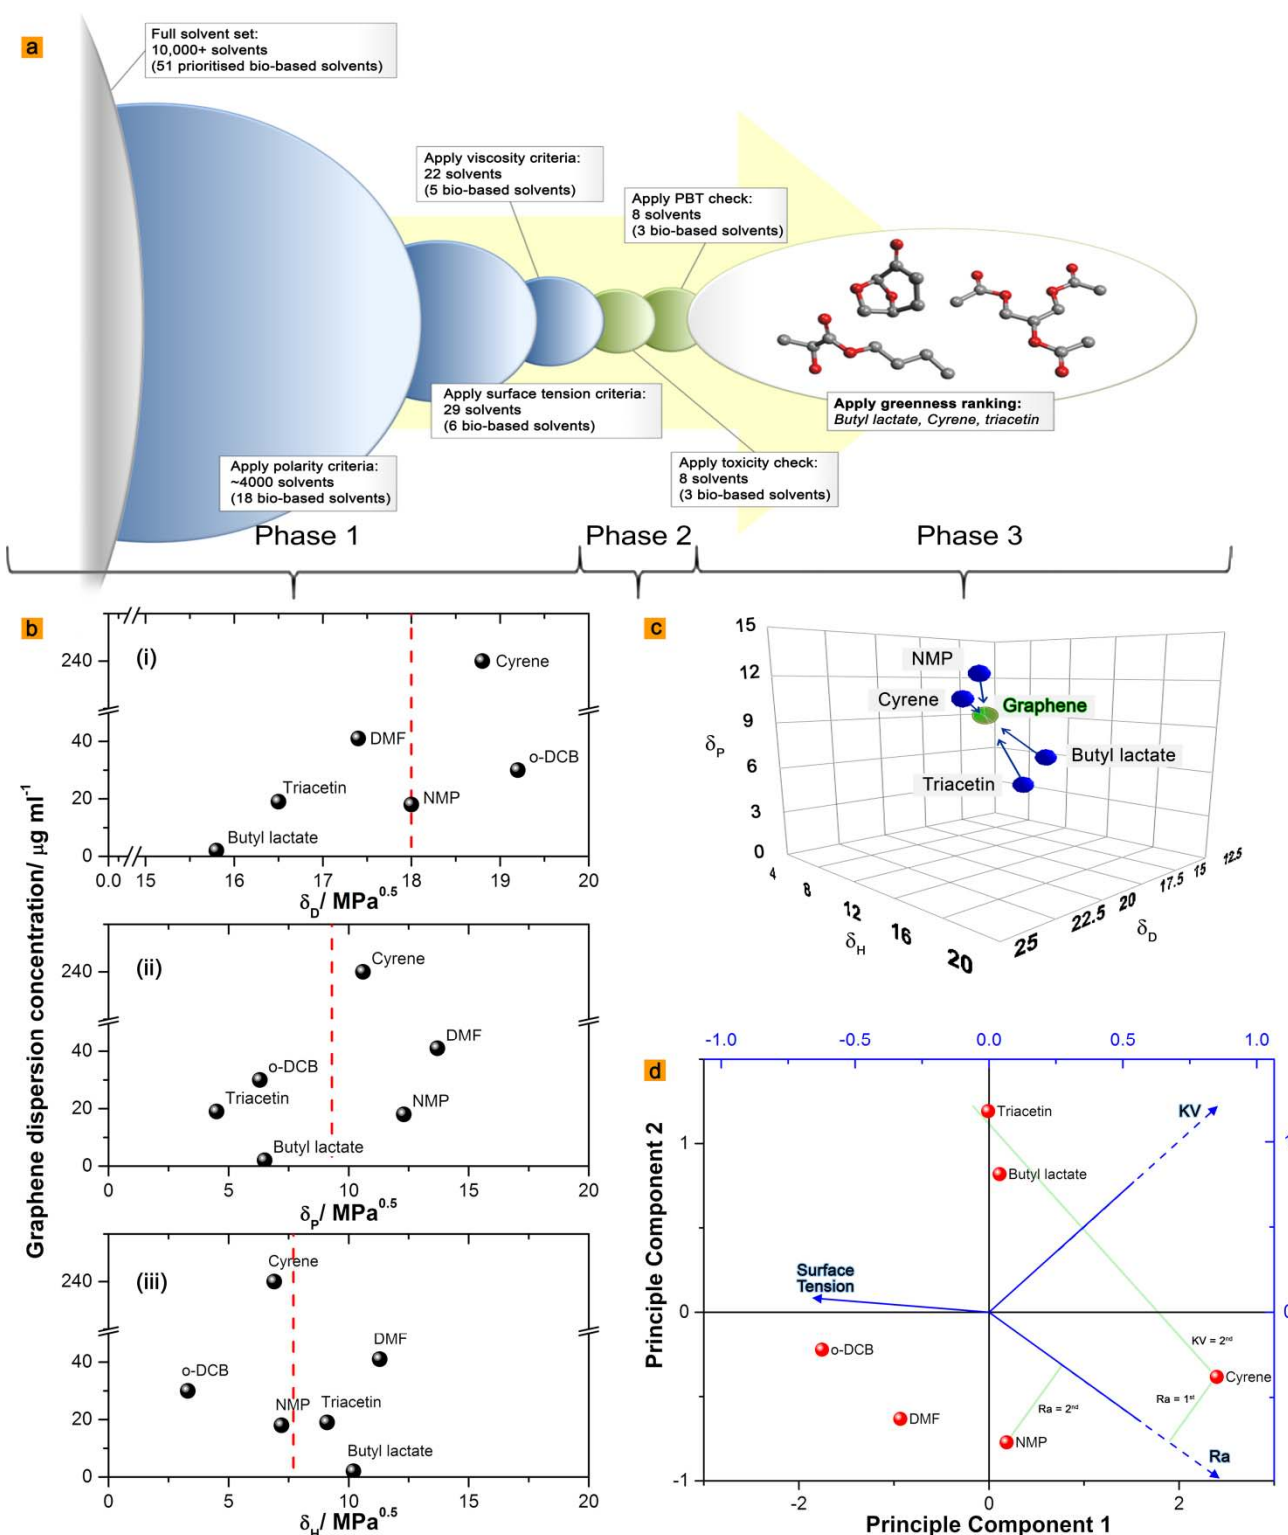 a
Full solvent set:
10,000+ solvents
(51 prioritised bio-based solvents)
Apply viscosity criteria:
22 solvents
(5 bio-based solvents)
Apply PBT check:
8 solvents
(3 bio-based solvents)
Apply surface tension criteria:
29 solvents
(6 bio-based solvents)
Apply greenness ranking:
Butyl lactate, Cyrene, triacetin
Apply polarity criteria:
~4000 solvents
(18 bio-based solvents)
Apply toxicity check:
8 solvents
(3 bio-based solvents)
Phase 1
Phase 2
Phase 3
b
Graphene dispersion concentration/ μg ml⁻¹
(i)
240
40
20
0
Cyrene
DMF
o-DCB
Triacetin
NMP
Butyl lactate
0.0 15 16 17 18 19 20
δD/ MPa^0.5
(ii)
240
40
20
0
Cyrene
DMF
o-DCB
Triacetin
NMP
Butyl lactate
0 5 10 15 20
δP/ MPa^0.5
(iii)
240
40
20
0
Cyrene
DMF
o-DCB
NMP
Triacetin
Butyl lactate
0 5 10 15 20
δH/ MPa^0.5
c
15
12
9
6
3
0
δP
NMP
Cyrene
Graphene
Butyl lactate
Triacetin
4 8 12 16 20
δH
25 22.5 20 17.5 15 12.5
δD
d
-1.0 -0.5 0.0 0.5 1.0
Principle Component 2
1
0
-1
1
0
Triacetin
KV
Butyl lactate
Surface
Tension
KV = 2nd
o-DCB
Cyrene
Ra = 1st
Ra = 2nd
DMF
NMP
Ra
-2 0 2
Principle Component 1